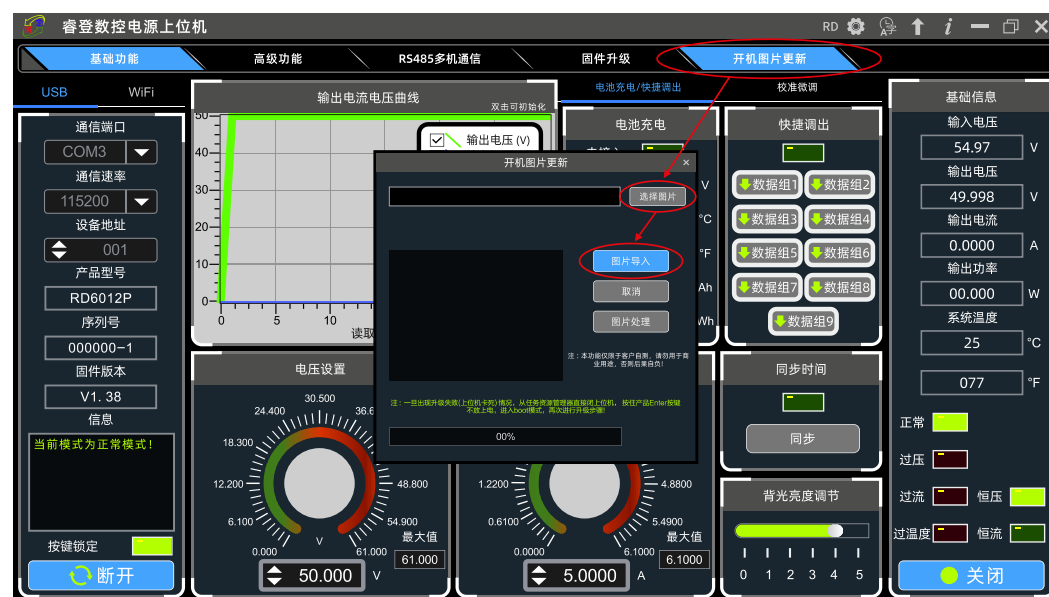 睿登数控电源上位机
RD
基础功能
高级功能
RS485多机通信
固件升级
开机图片更新
USB
WiFi
通信端口
COM3
通信速率
115200
设备地址
001
产品型号
RD6012P
序列号
000000-1
固件版本
V1.38
信息
当前模式为正常模式!
按键锁定
断开
输出电流电压曲线
双击可初始化
50
40
30
20
10
0
0
5
10
读取
输出电压 (V)
电池充电/快捷调出
校准微调
电池充电
V
°C
°F
Ah
Wh
快捷调出
数据组1
数据组2
数据组3
数据组4
数据组5
数据组6
数据组7
数据组8
数据组9
开机图片更新
×
选择图片
图片导入
取消
图片处理
注:本功能仅限于客户自测,请勿用于商
业用途,否则后果自负!
注:一旦出现升级失败(上位机卡死)情况,从任务资源管理器直接闭上位机, 按住产品Enter按键
不放上电,进入boot模式,再次进行升级步骤!
00%
电压设置
0.000
6.100
12.200
18.300
24.400
30.500
36.6
48.800
54.900
61.000
V
最大值
61.000
50.000
V
0.0000
0.6100
1.2200
4.8800
5.4900
6.1000
A
最大值
6.1000
5.0000
A
同步时间
同步
背光亮度调节
0
1
2
3
4
5
基础信息
输入电压
54.97
V
输出电压
49.998
V
输出电流
0.0000
A
输出功率
00.000
W
系统温度
25
°C
077
°F
正常
过压
过流
恒压
过温度
恒流
关闭